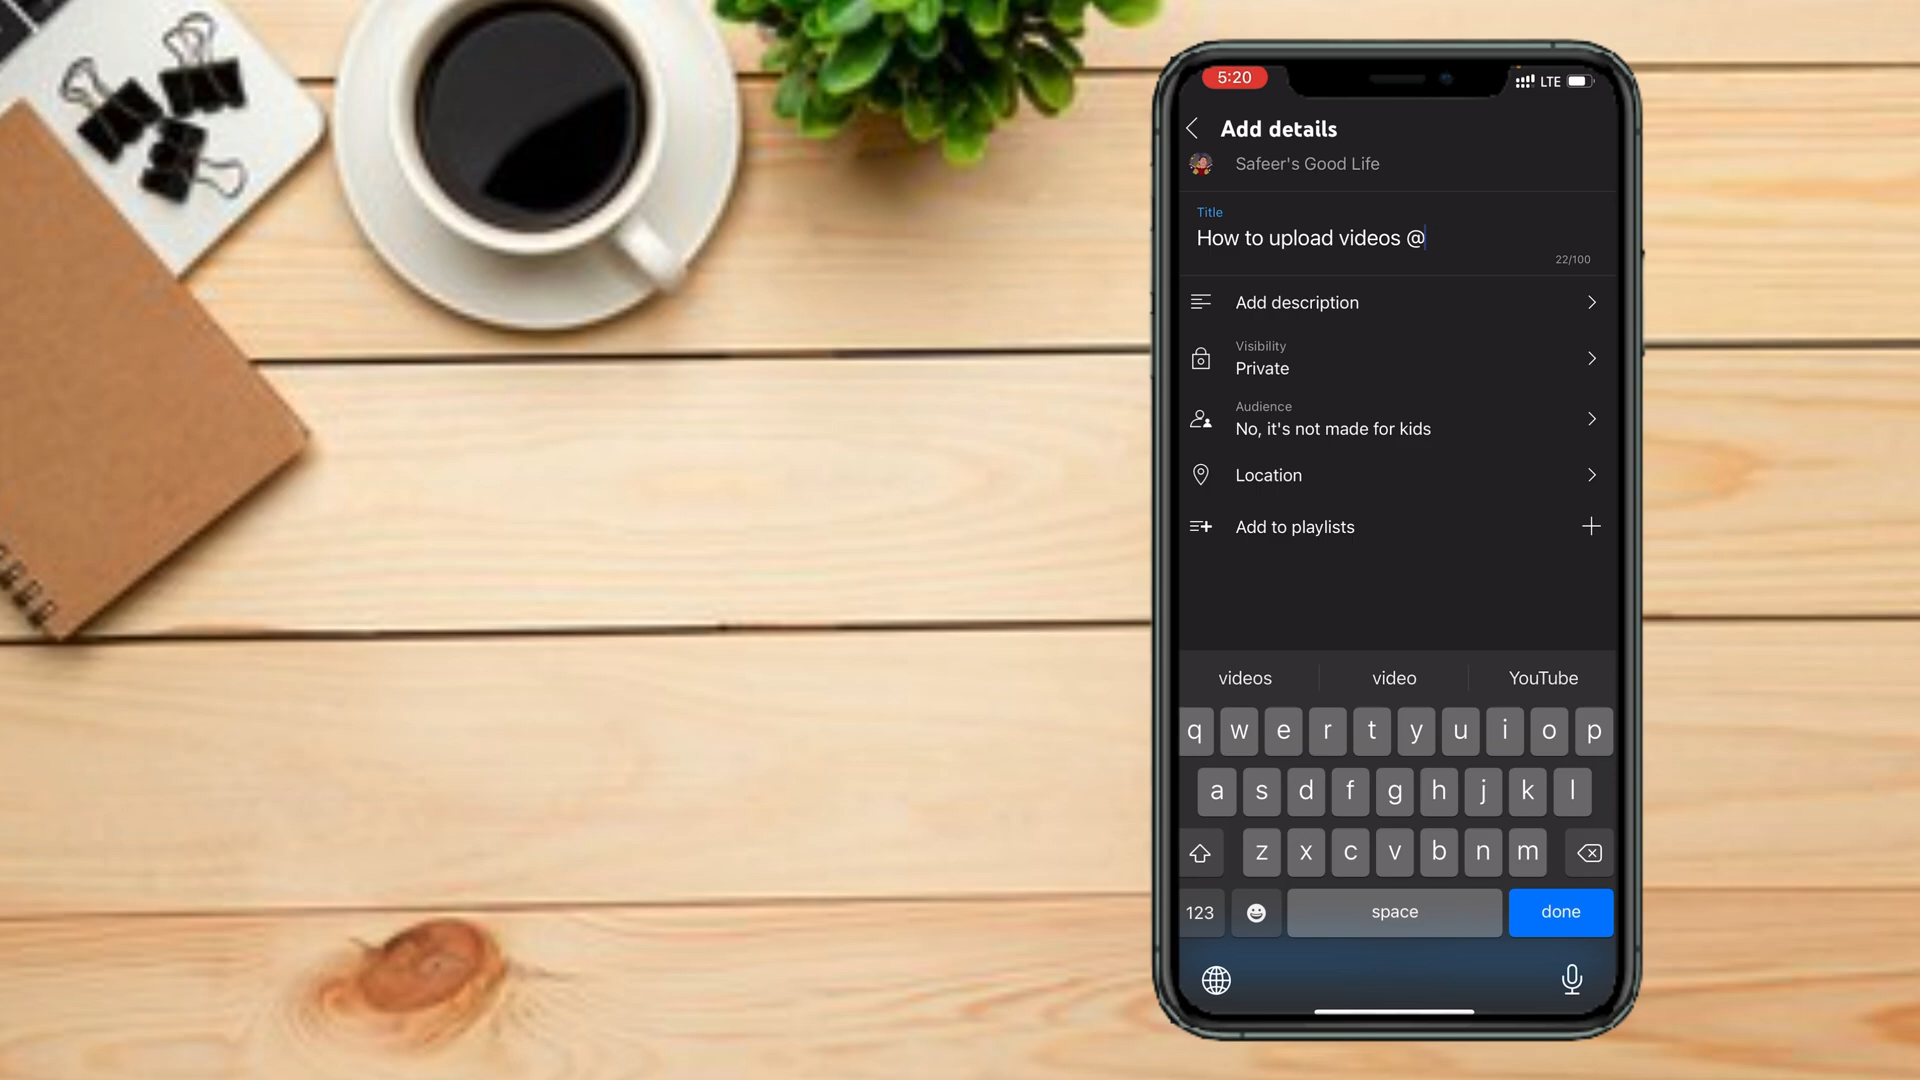 5:20
LTE
Add details
Safeer's Good Life
Title
How to upload videos @
22/100
Add description
Visibility
Private
Audience
No, it's not made for kids
Location
Add to playlists
videos video YouTube
q w e r t y u i o p
a s d f g h j k l
z x c v b n m
123 space done